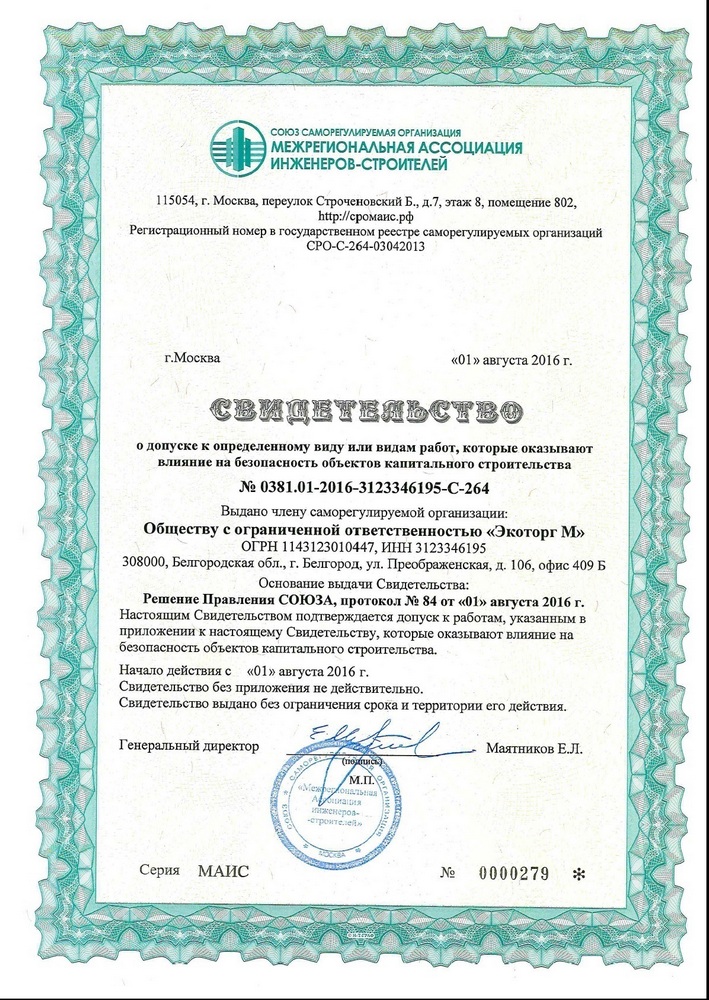 СОЮЗ САМОРЕГУЛИРУЕМАЯ ОРГАНИЗАЦИЯ
МЕЖРЕГИОНАЛЬНАЯ АССОЦИАЦИЯ
ИНЖЕНЕРОВ-СТРОИТЕЛЕЙ
115054, г. Москва, переулок Строченовский Б., д.7, этаж 8, помещение 802,
http://сромаис.рф
Регистрационный номер в государственном реестре саморегулируемых организаций
СРО-С-264-03042013
г.Москва «01» августа 2016 г.
СВИДЕТЕЛЬСТВО
о допуске к определенному виду или видам работ, которые оказывают
влияние на безопасность объектов капитального строительства
№ 0381.01-2016-3123346195-С-264
Выдано члену саморегулируемой организации:
Обществу с ограниченной ответственностью «Экоторг М»
ОГРН 1143123010447, ИНН 3123346195
308000, Белгородская обл., г. Белгород, ул. Преображенская, д. 106, офис 409 Б
Основание выдачи Свидетельства:
Решение Правления СОЮЗА, протокол № 84 от «01» августа 2016 г.
Настоящим Свидетельством подтверждается допуск к работам, указанным в
приложении к настоящему Свидетельству, которые оказывают влияние на
безопасность объектов капитального строительства.
Начало действия с «01» августа 2016 г.
Свидетельство без приложения не действительно.
Свидетельство выдано без ограничения срока и территории его действия.
Генеральный директор Маятников Е.Л.
(подпись)
М.П.
«Межрегиональная
Ассоциация
инженеров-
-строителей»
МОСКВА
Серия МАИС № 0000279 *